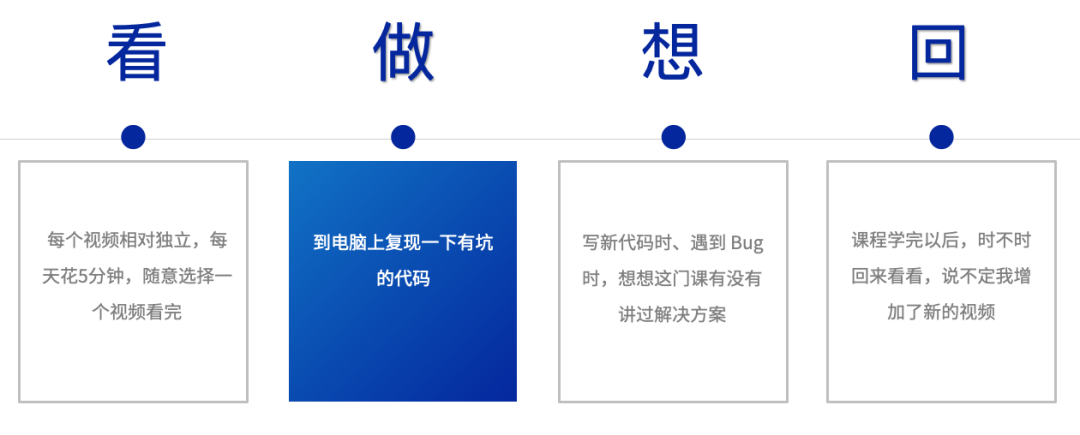 看
做
想
回
每个视频相对独立，每
天花5分钟，随意选择一
个视频看完
到电脑上复现一下有坑
的代码
写新代码时、遇到 Bug
时，想想这门课有没有
讲过解决方案
课程学完以后，时不时
回来看看，说不定我增
加了新的视频